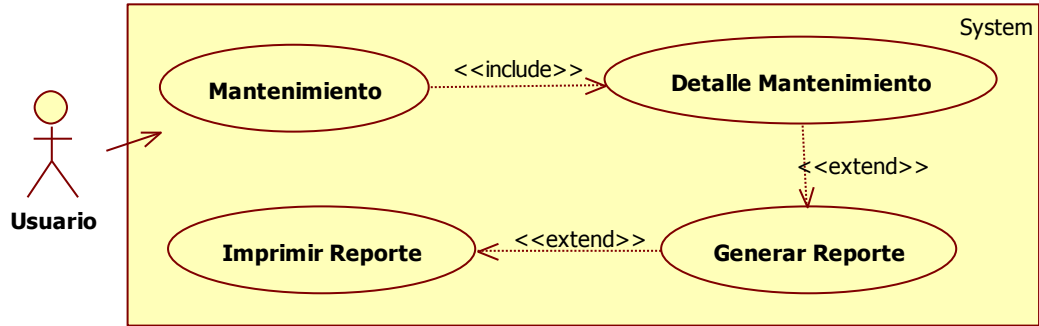 System
Mantenimiento
<<include>>
Detalle Mantenimiento
<<extend>>
Usuario
Imprimir Reporte
<<extend>>
Generar Reporte